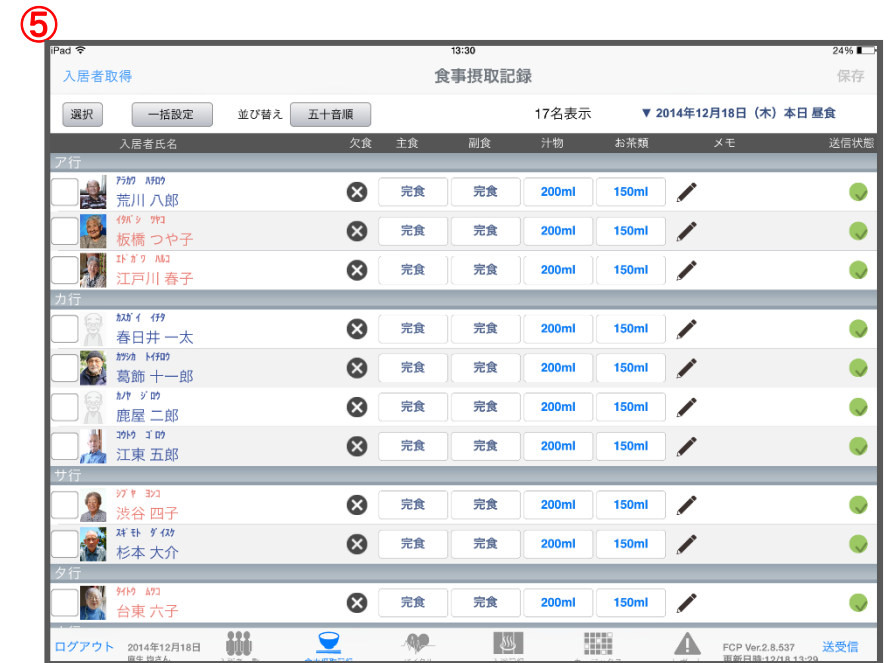 ⑤
iPad 13:30 24%
入居者取得 食事摂取記録 保存
選択 一括設定 並び替え 五十音順 17名表示 ▼ 2014年12月18日（木）本日 昼食
入居者氏名 欠食 主食 副食 汁物 お茶類 メモ 送信状態
ア行
ｱﾗｶﾜ ﾊﾁﾛｳ
荒川 八郎 完食 完食 200ml 150ml
ｲﾀﾊﾞｼ ﾂﾔｺ
板橋 つや子 完食 完食 200ml 150ml
ｴﾄﾞｶﾞﾜ ﾊﾙｺ
江戸川 春子 完食 完食 200ml 150ml
カ行
ｶｽｶﾞｲ ｲﾁﾀ
春日井 一太 完食 完食 200ml 150ml
ｶﾂｼｶ ﾄｲﾁﾛｳ
葛飾 十一郎 完食 完食 200ml 150ml
ｶﾉﾔ ｼﾞﾛｳ
鹿屋 二郎 完食 完食 200ml 150ml
ｺｳﾄｳ ｺﾞﾛｳ
江東 五郎 完食 完食 200ml 150ml
サ行
ｼﾌﾞﾔ ﾖﾝｺ
渋谷 四子 完食 完食 200ml 150ml
ｽｷﾞﾓﾄ ﾀﾞｲｽｹ
杉本 大介 完食 完食 200ml 150ml
タ行
ﾀｲﾄｳ ﾑﾂｺ
台東 六子 完食 完食 200ml 150ml
ログアウト 2014年12月18日 FCP Ver.2.8.537 送受信
食事摂取記録 更新日時:12/18 13:29